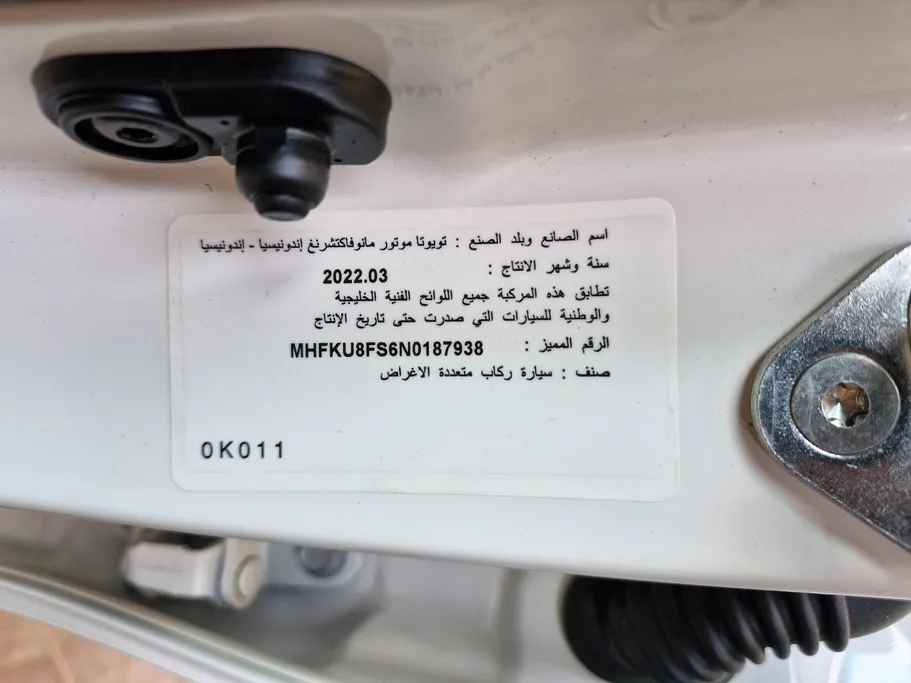 اسم الصانع وبلد الصنع : تويوتا موتور مانوفاكتشرنغ إندونيسيا - إندونيسيا
سنة وشهر الانتاج : 2022.03
تطابق هذه المركبة جميع اللوائح الفنية الخليجية
والوطنية للسيارات التي صدرت حتى تاريخ الإنتاج
الرقم المميز : MHFKU8FS6N0187938
صنف : سيارة ركاب متعددة الاغراض
0K011